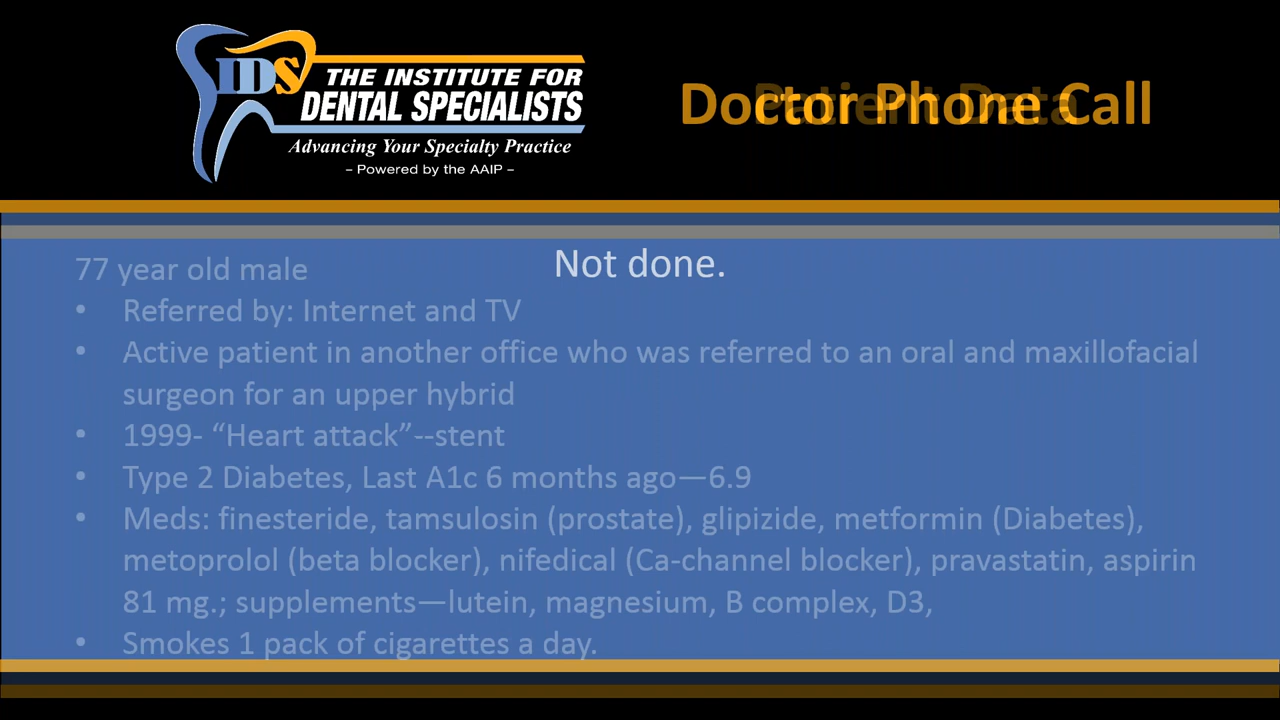 IDS
THE INSTITUTE FOR
DENTAL SPECIALISTS
Advancing Your Specialty Practice
– Powered by the AAIP –
Doctor Phone Call
Patient Data
Not done.
77 year old male
• Referred by: Internet and TV
• Active patient in another office who was referred to an oral and maxillofacial
surgeon for an upper hybrid
• 1999- “Heart attack”--stent
• Type 2 Diabetes, Last A1c 6 months ago—6.9
• Meds: finesteride, tamsulosin (prostate), glipizide, metformin (Diabetes),
metoprolol (beta blocker), nifedical (Ca-channel blocker), pravastatin, aspirin
81 mg.; supplements—lutein, magnesium, B complex, D3,
• Smokes 1 pack of cigarettes a day.